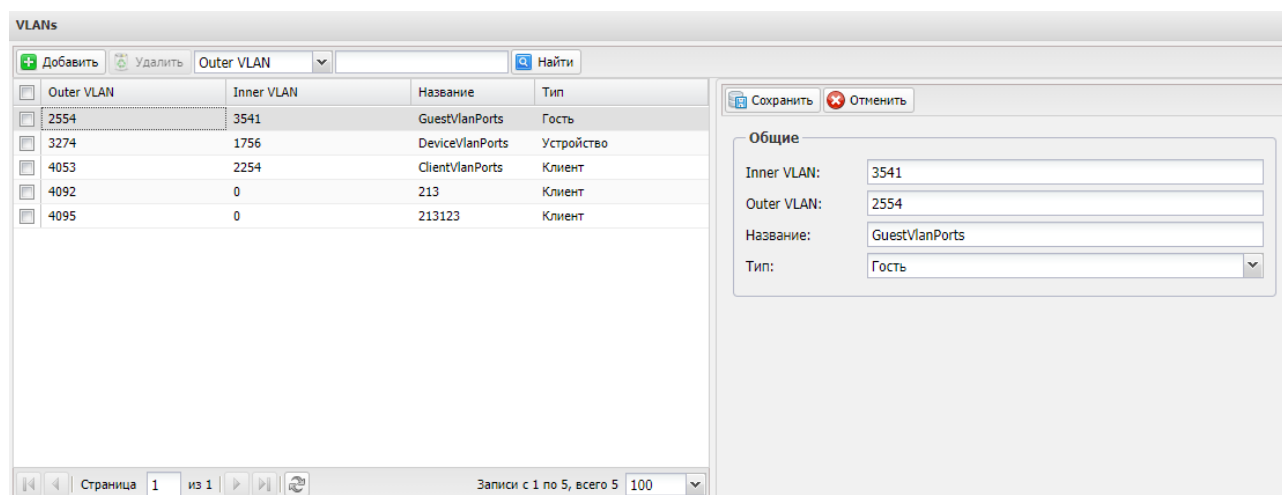 VLANs
Добавить Удалить Outer VLAN Найти
Outer VLAN Inner VLAN Название Тип
2554 3541 GuestVlanPorts Гость
3274 1756 DeviceVlanPorts Устройство
4053 2254 ClientVlanPorts Клиент
4092 0 213 Клиент
4095 0 213123 Клиент
Страница 1 из 1 Записи с 1 по 5, всего 5 100
Сохранить Отменить
Общие
Inner VLAN: 3541
Outer VLAN: 2554
Название: GuestVlanPorts
Тип: Гость